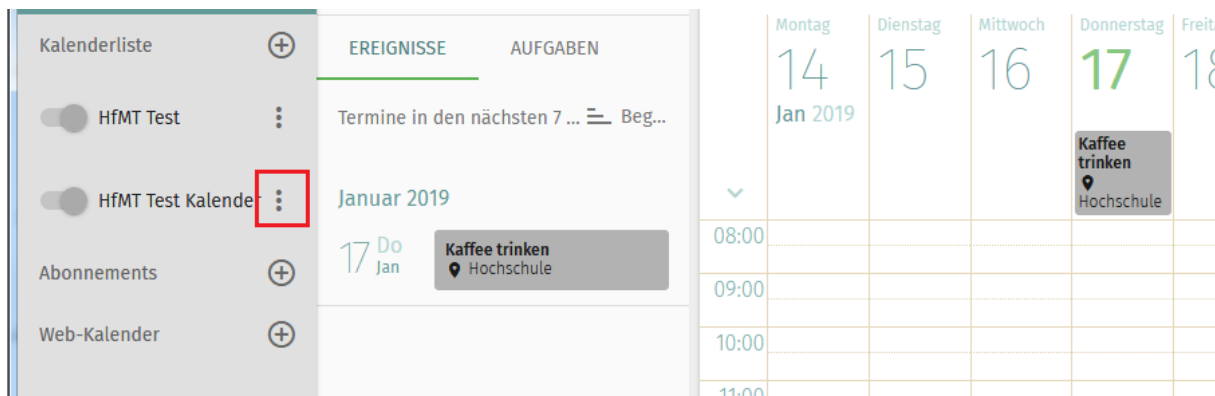 Kalenderliste
HfMT Test
HfMT Test Kalender
Abonnements
Web-Kalender
EREIGNISSE AUFGABEN
Termine in den nächsten 7 ... Beg...
Januar 2019
17 Do Jan
Kaffee trinken
Hochschule
Montag Dienstag Mittwoch Donnerstag
14 15 16 17
Jan 2019
Kaffee
trinken
Hochschule
08:00
09:00
10:00
11:00